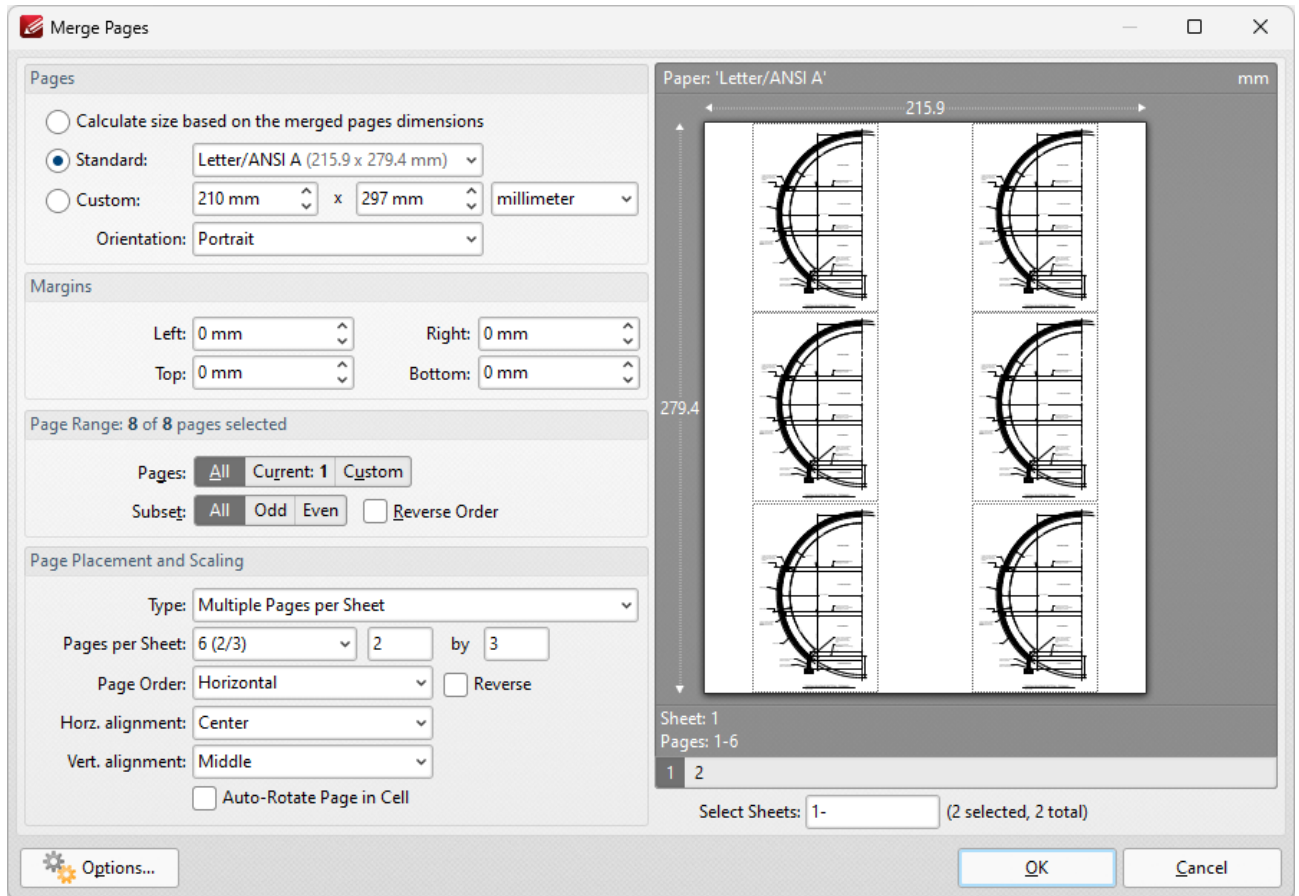 Merge Pages
Pages
Calculate size based on the merged pages dimensions
Standard: Letter/ANSI A (215.9 x 279.4 mm)
Custom: 210 mm x 297 mm millimeter
Orientation: Portrait
Margins
Left: 0 mm Right: 0 mm
Top: 0 mm Bottom: 0 mm
Page Range: 8 of 8 pages selected
Pages: All Current: 1 Custom
Subset: All Odd Even Reverse Order
Page Placement and Scaling
Type: Multiple Pages per Sheet
Pages per Sheet: 6 (2/3) 2 by 3
Page Order: Horizontal Reverse
Horz. alignment: Center
Vert. alignment: Middle
Auto-Rotate Page in Cell
Options...
Paper: 'Letter/ANSI A' mm
215.9
279.4
Sheet: 1
Pages: 1-6
1 2
Select Sheets: 1- (2 selected, 2 total)
OK Cancel